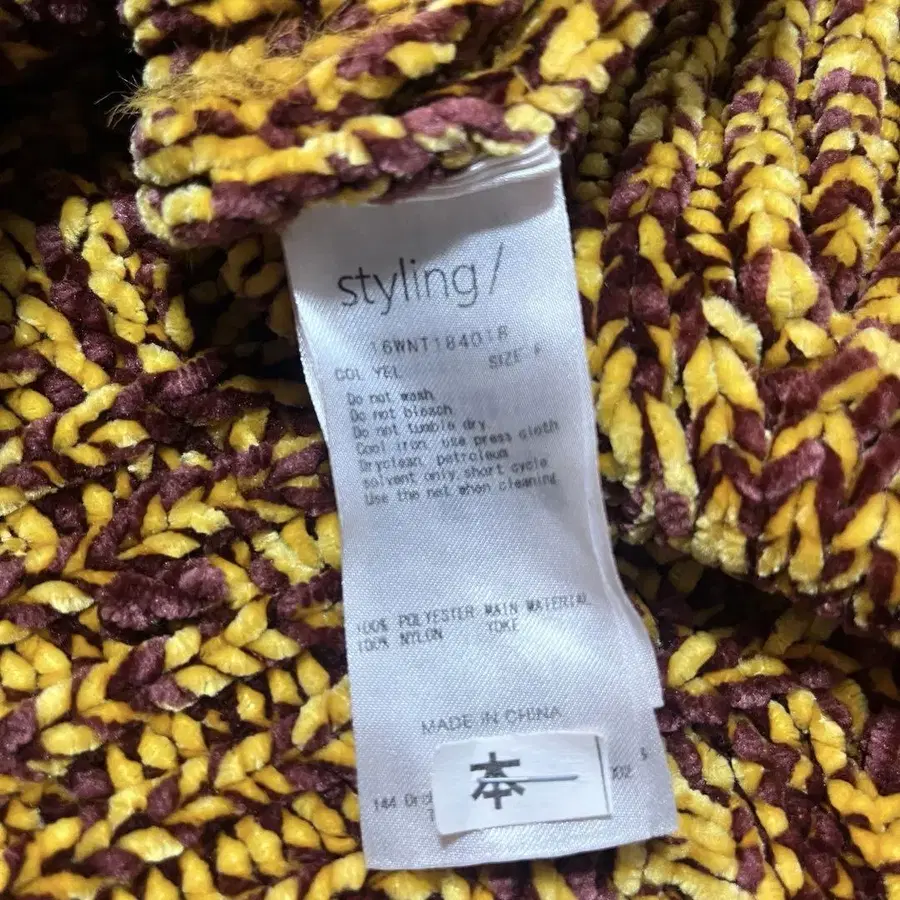 styling/
16WNT184018
COL YEL SIZE F
Do not wash
Do not bleach
Do not tumble dry
Cool iron, use press cloth
Dryclean, petroleum
solvent only short cycle
Use the net when cleaning
100% POLYESTER MAIN MATERIAL
100% NYLON YOKE
MADE IN CHINA
本
144